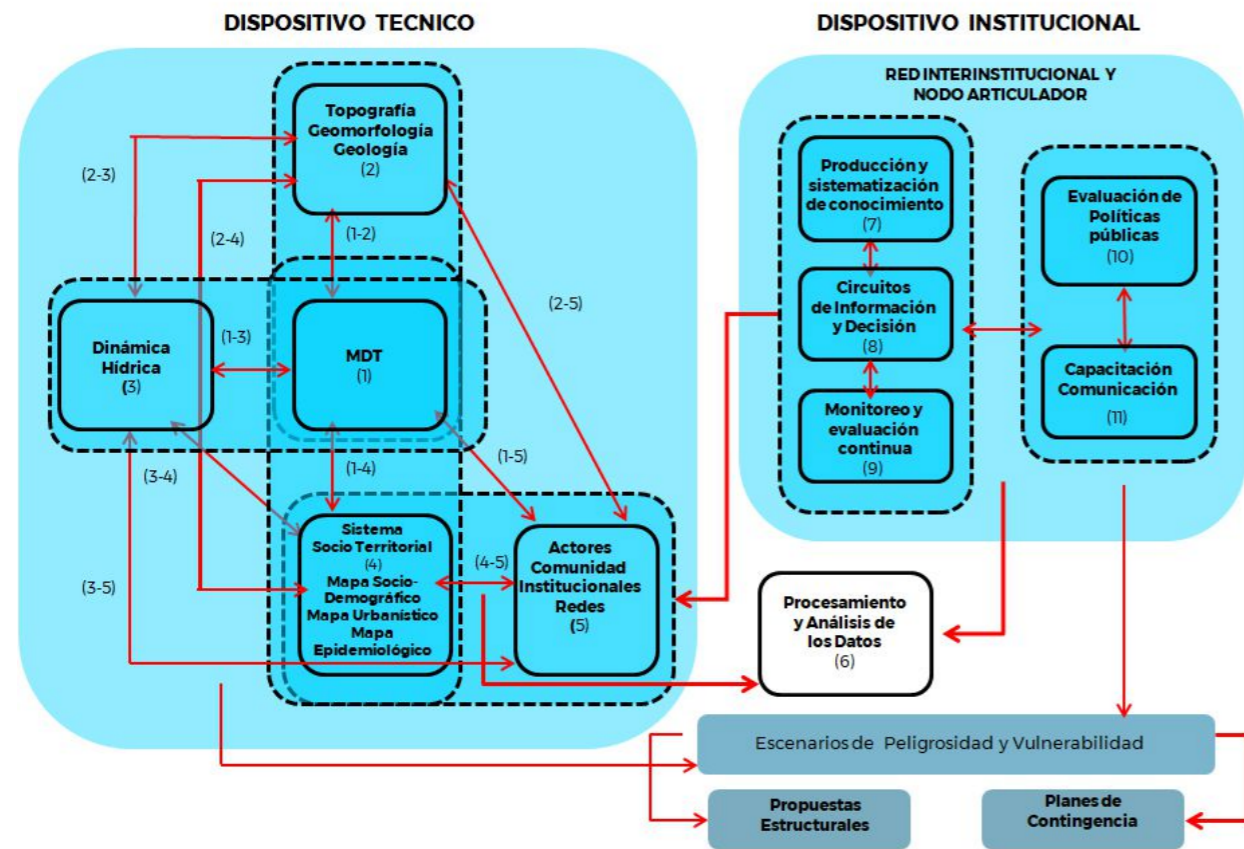 DISPOSITIVO TECNICO
Topografía
Geomorfología
Geología
(2)
(2-3)
(2-4)
(1-2)
(2-5)
(1-3)
Dinámica
Hídrica
(3)
MDT
(1)
(3-4)
(1-4)
(1-5)
(3-5)
Sistema
Socio Territorial
(4)
Mapa Socio-
Demográfico
Mapa Urbanístico
Mapa
Epidemiológico
(4-5)
Actores
Comunidad
Institucionales
Redes
(5)
DISPOSITIVO INSTITUCIONAL
RED INTERINSTITUCIONAL Y
NODO ARTICULADOR
Producción y
sistematización
de conocimiento
(7)
Circuitos
de Información
y Decisión
(8)
Monitoreo y
evaluación
continua
(9)
Evaluación de
Políticas
públicas
(10)
Capacitación
Comunicación
(11)
Procesamiento
y Análisis de
los Datos
(6)
Escenarios de Peligrosidad y Vulnerabilidad
Propuestas
Estructurales
Planes de
Contingencia